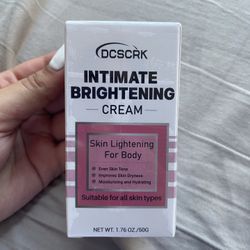 DCSCRK
INTIMATE
BRIGHTENING
CREAM
Skin Lightening
For Body
Even Skin Tone
Improves Skin Dryness
Moisturizing and Hydrating
Suitable for all skin types
NET WT. 1.76 OZ./50G